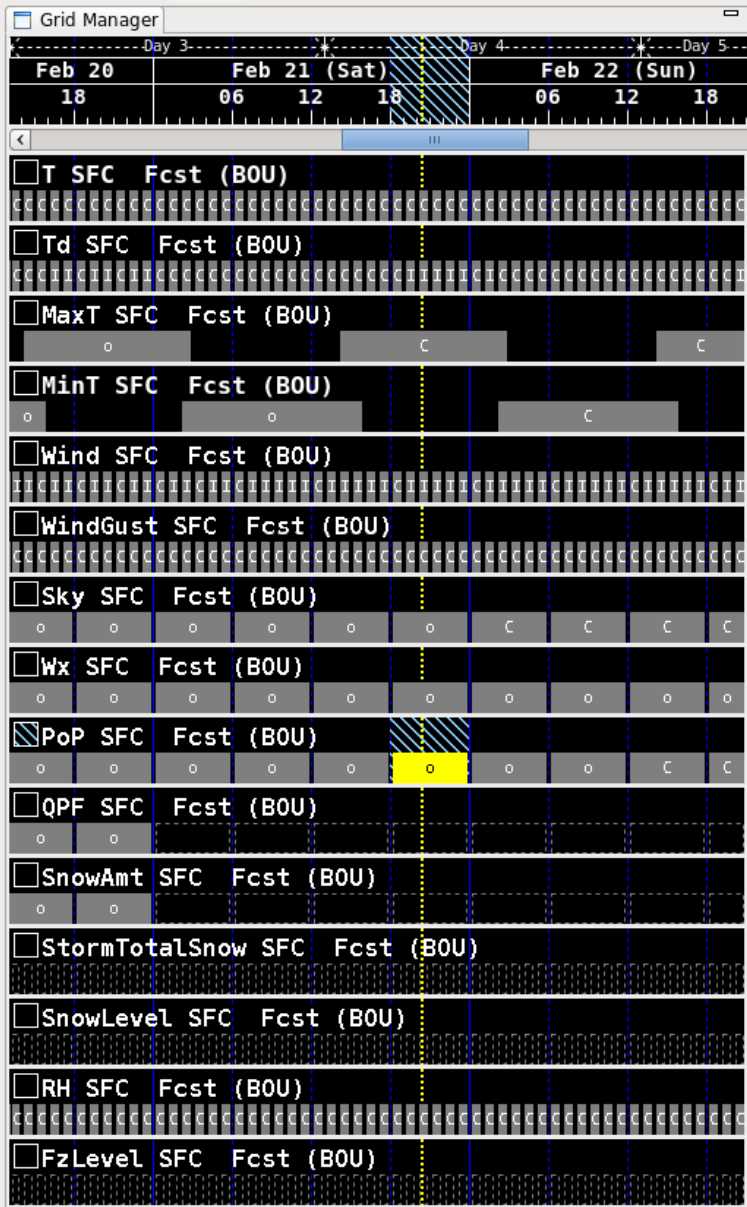 Grid Manager
Day 3 Day 4 Day 5
Feb 20 Feb 21 (Sat) Feb 22 (Sun)
18 06 12 18 06 12 18
T SFC Fcst (BOU)
Td SFC Fcst (BOU)
MaxT SFC Fcst (BOU)
o C C
MinT SFC Fcst (BOU)
o o C
Wind SFC Fcst (BOU)
WindGust SFC Fcst (BOU)
Sky SFC Fcst (BOU)
o o o o o o C C C C
Wx SFC Fcst (BOU)
o o o o o o o o o o
PoP SFC Fcst (BOU)
o o o o o o o o C C
QPF SFC Fcst (BOU)
o o
SnowAmt SFC Fcst (BOU)
o o
StormTotalSnow SFC Fcst (BOU)
SnowLevel SFC Fcst (BOU)
RH SFC Fcst (BOU)
FzLevel SFC Fcst (BOU)